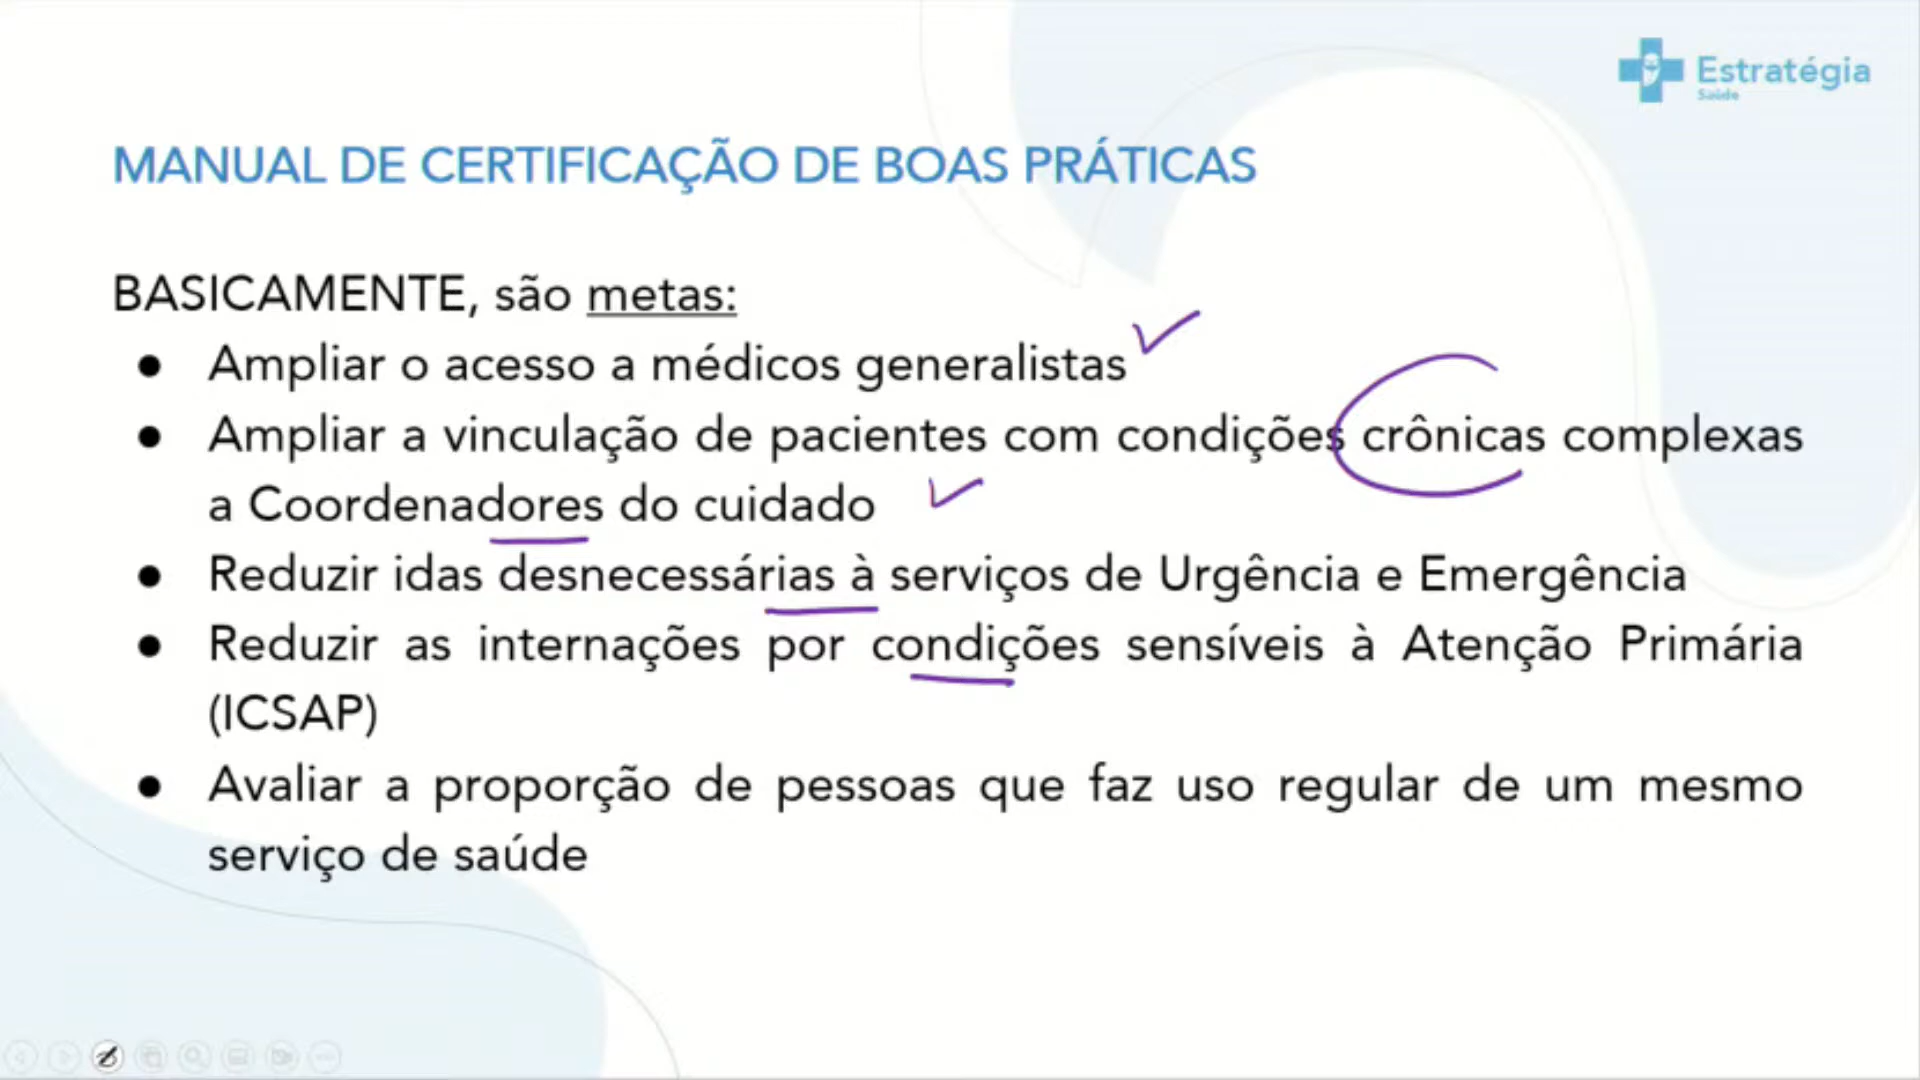 Estratégia
Saúde
MANUAL DE CERTIFICAÇÃO DE BOAS PRÁTICAS
BASICAMENTE, são metas:
● Ampliar o acesso a médicos generalistas
● Ampliar a vinculação de pacientes com condições crônicas complexas
a Coordenadores do cuidado
● Reduzir idas desnecessárias à serviços de Urgência e Emergência
● Reduzir as internações por condições sensíveis à Atenção Primária
(ICSAP)
● Avaliar a proporção de pessoas que faz uso regular de um mesmo
serviço de saúde